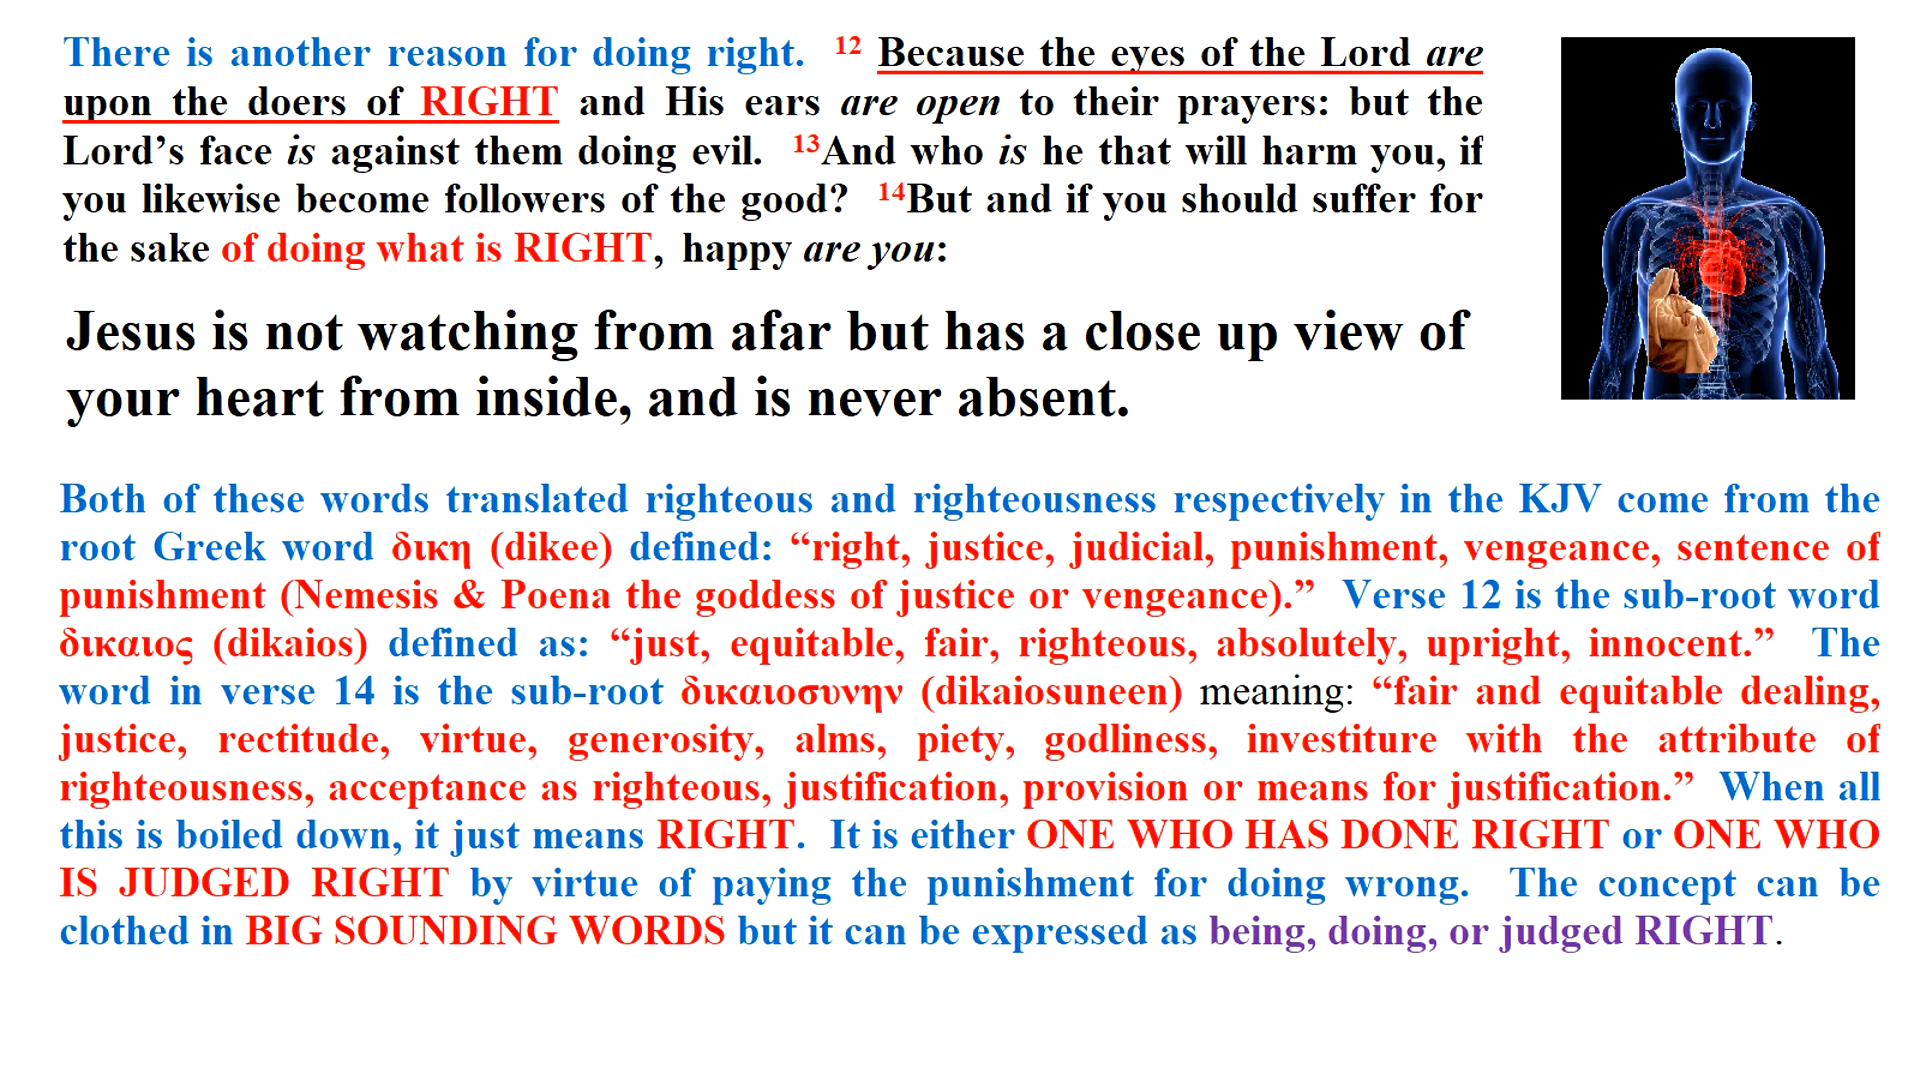 There is another reason for doing right. 12 Because the eyes of the Lord are
upon the doers of RIGHT and His ears are open to their prayers: but the
Lord’s face is against them doing evil. 13And who is he that will harm you, if
you likewise become followers of the good? 14But and if you should suffer for
the sake of doing what is RIGHT, happy are you:
Jesus is not watching from afar but has a close up view of
your heart from inside, and is never absent.
Both of these words translated righteous and righteousness respectively in the KJV come from the
root Greek word δικη (dikee) defined: “right, justice, judicial, punishment, vengeance, sentence of
punishment (Nemesis & Poena the goddess of justice or vengeance).” Verse 12 is the sub-root word
δικαιος (dikaios) defined as: “just, equitable, fair, righteous, absolutely, upright, innocent.” The
word in verse 14 is the sub-root δικαιοσυνην (dikaiosuneen) meaning: “fair and equitable dealing,
justice, rectitude, virtue, generosity, alms, piety, godliness, investiture with the attribute of
righteousness, acceptance as righteous, justification, provision or means for justification.” When all
this is boiled down, it just means RIGHT. It is either ONE WHO HAS DONE RIGHT or ONE WHO
IS JUDGED RIGHT by virtue of paying the punishment for doing wrong. The concept can be
clothed in BIG SOUNDING WORDS but it can be expressed as being, doing, or judged RIGHT.